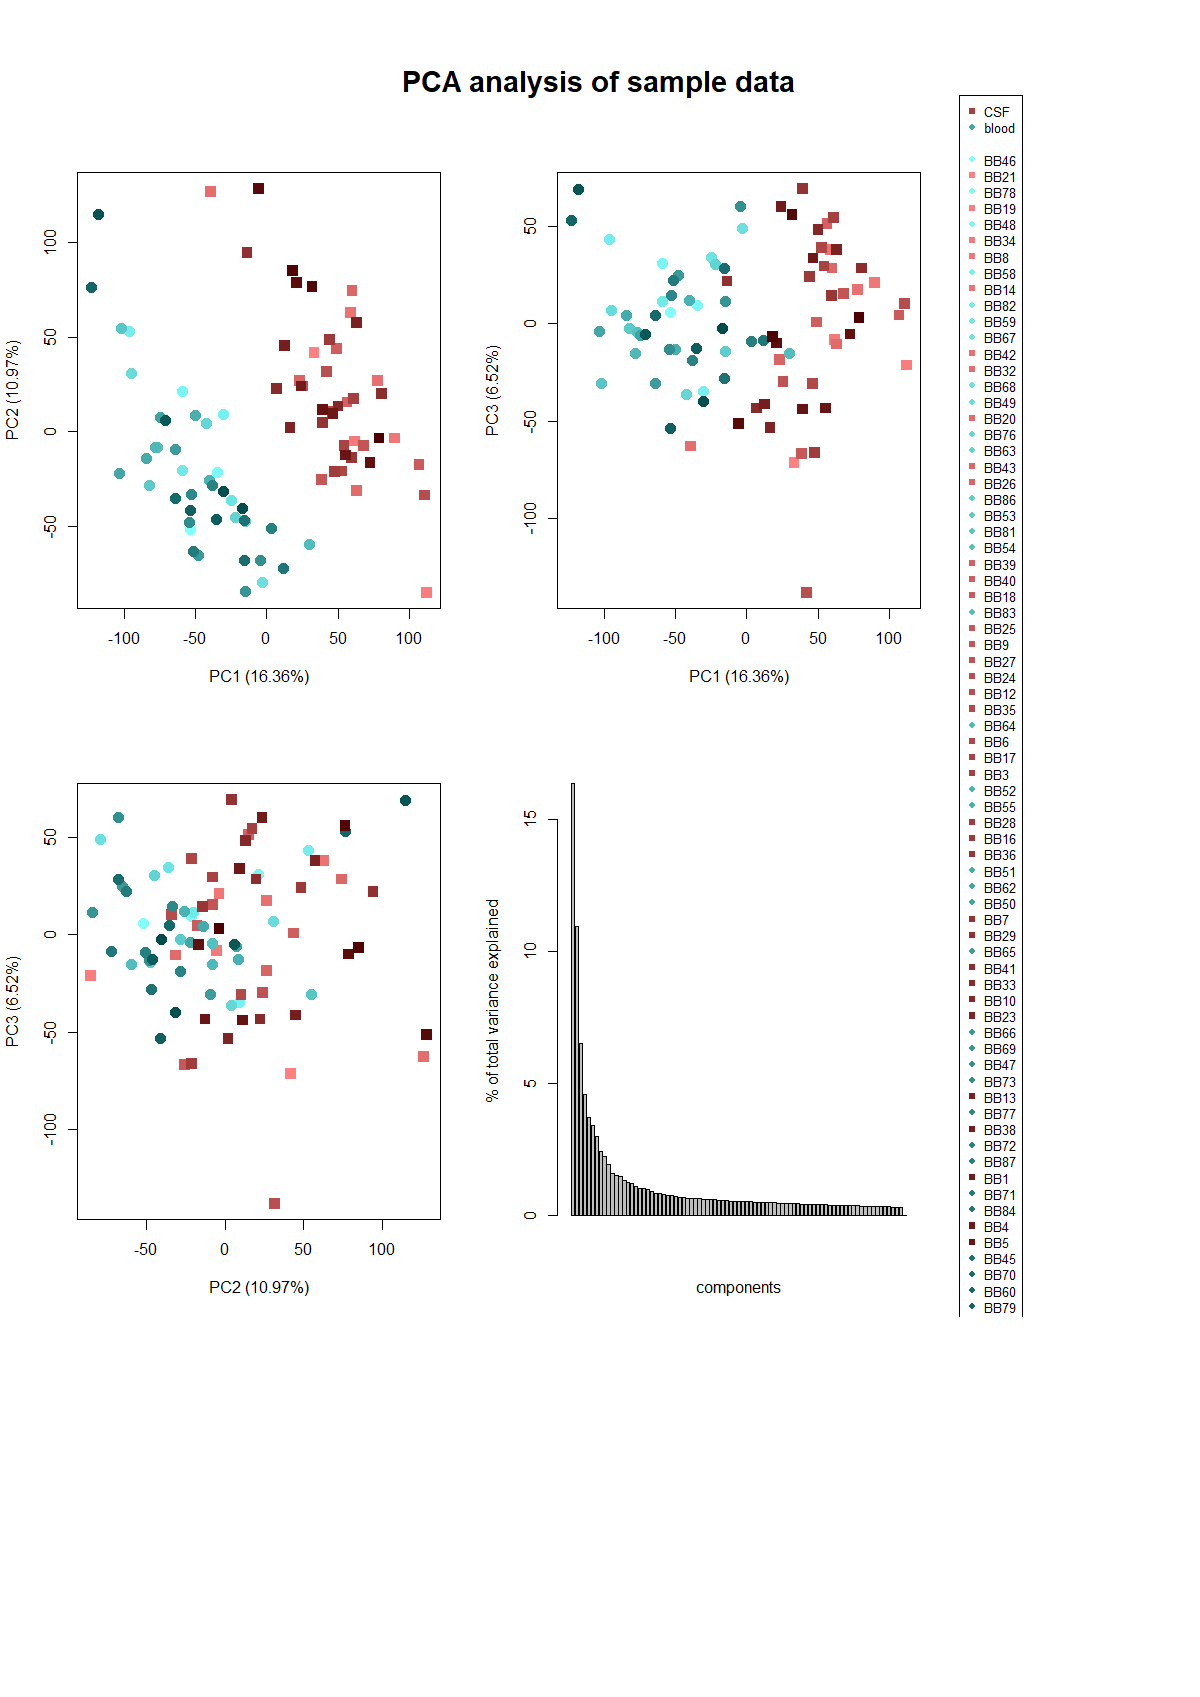 PCA analysis of sample data
100
50
0
-50
PC2 (10.97%)
-100 -50 0 50 100
PC1 (16.36%)
50
0
-50
-100
PC3 (6.52%)
-100 -50 0 50 100
PC1 (16.36%)
50
0
-50
-100
PC3 (6.52%)
-50 0 50 100
PC2 (10.97%)
15
10
5
0
% of total variance explained
components
CSF
blood
BB46
BB21
BB78
BB19
BB48
BB34
BB8
BB58
BB14
BB82
BB59
BB67
BB42
BB32
BB68
BB49
BB20
BB76
BB63
BB43
BB26
BB86
BB53
BB81
BB54
BB39
BB40
BB18
BB83
BB25
BB9
BB27
BB24
BB12
BB35
BB64
BB6
BB17
BB3
BB52
BB55
BB28
BB16
BB36
BB51
BB62
BB50
BB7
BB29
BB65
BB41
BB33
BB10
BB23
BB66
BB69
BB47
BB73
BB13
BB77
BB38
BB72
BB87
BB1
BB71
BB84
BB4
BB5
BB45
BB70
BB60
BB79